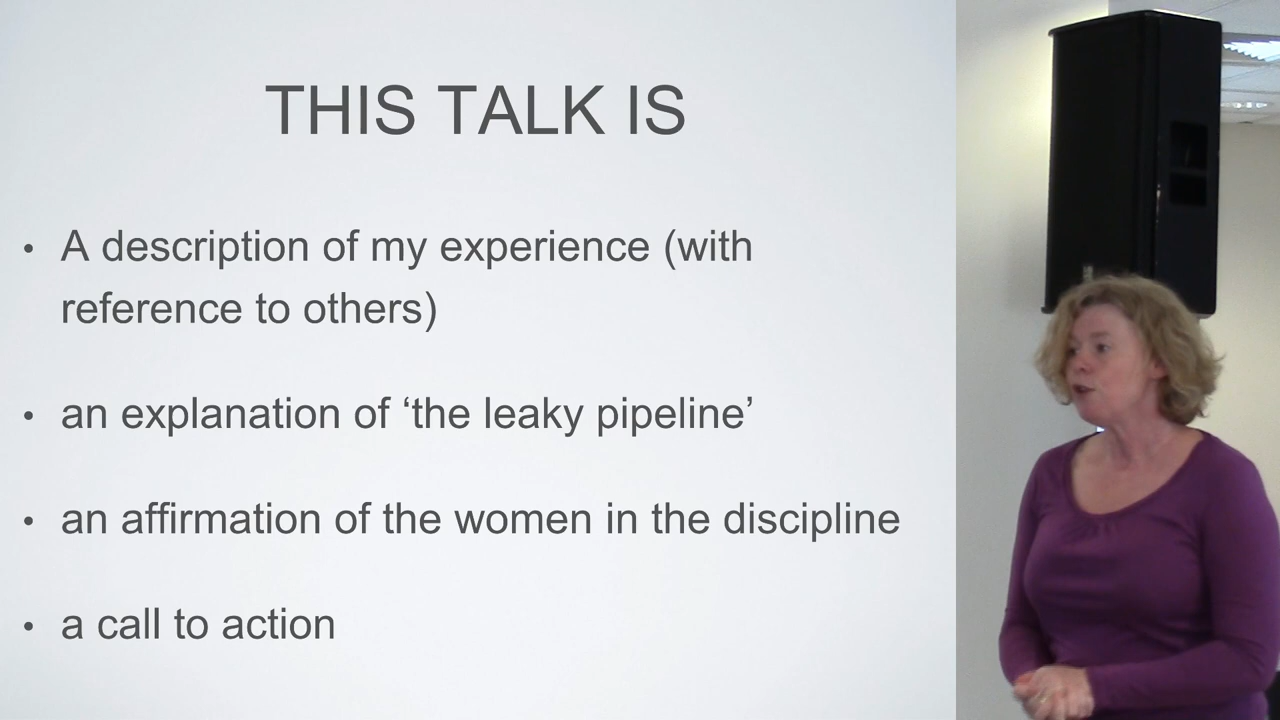 THIS TALK IS
• A description of my experience (with
reference to others)
• an explanation of ‘the leaky pipeline’
• an affirmation of the women in the discipline
• a call to action